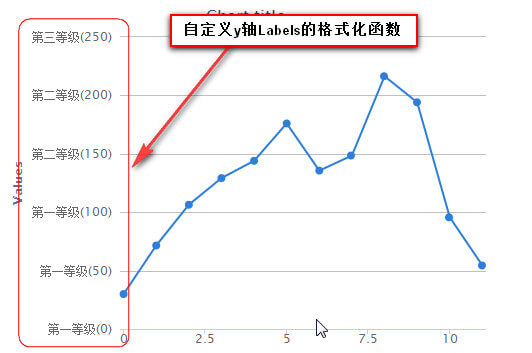 Chart title
自定义y轴Labels的格式化函数
第三等级(250)
第二等级(200)
第二等级(150)
第一等级(100)
第一等级(50)
第一等级(0)
Values
0 2.5 5 7.5 10